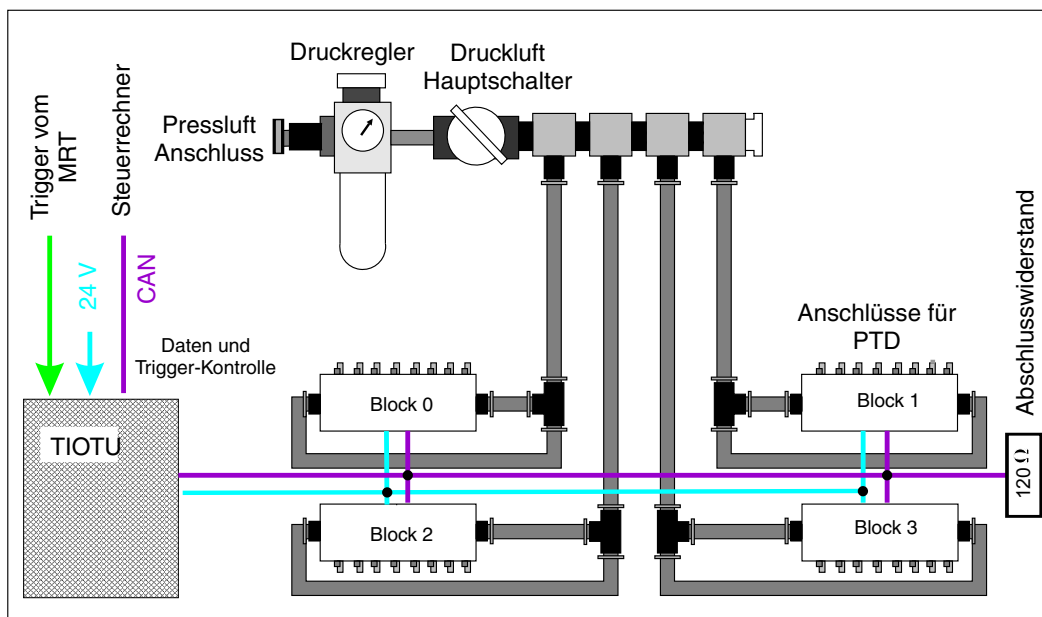 Druckregler
Druckluft
Hauptschalter
Pressluft
Anschluss
Trigger vom
MRT
24 V
Steuerrechner
CAN
Daten und
Trigger-Kontrolle
Anschlüsse für
PTD
Abschlusswiderstand
TIOTU
Block 0
Block 1
120 Ω
Block 2
Block 3